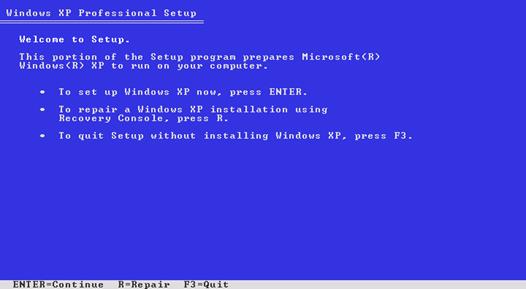 Windows XP Professional Setup
Welcome to Setup.
This portion of the Setup program prepares Microsoft(R)
Windows(R) XP to run on your computer.
• To set up Windows XP now, press ENTER.
• To repair a Windows XP installation using
Recovery Console, press R.
• To quit Setup without installing Windows XP, press F3.
ENTER=Continue R=Repair F3=Quit